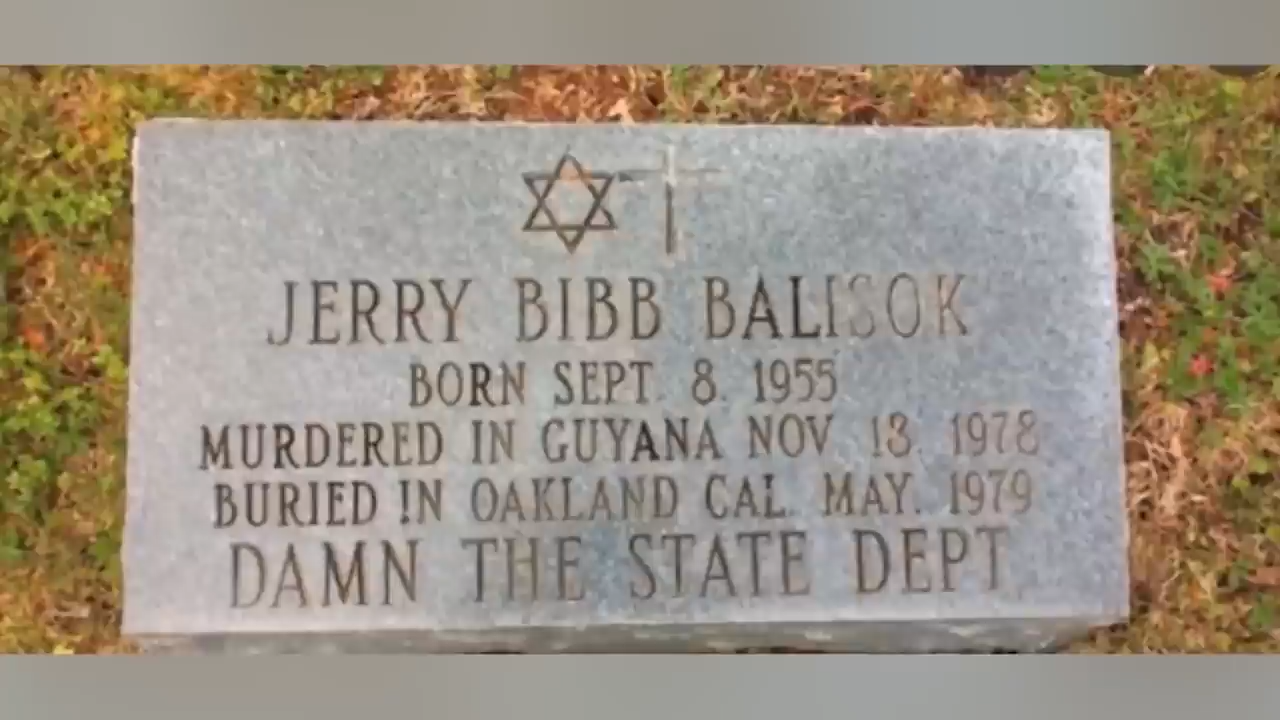 JERRY BIBB BALISOK
BORN SEPT. 8. 1955
MURDERED IN GUYANA NOV. 18. 1978
BURIED IN OAKLAND CAL. MAY. 1979
DAMN THE STATE DEPT.